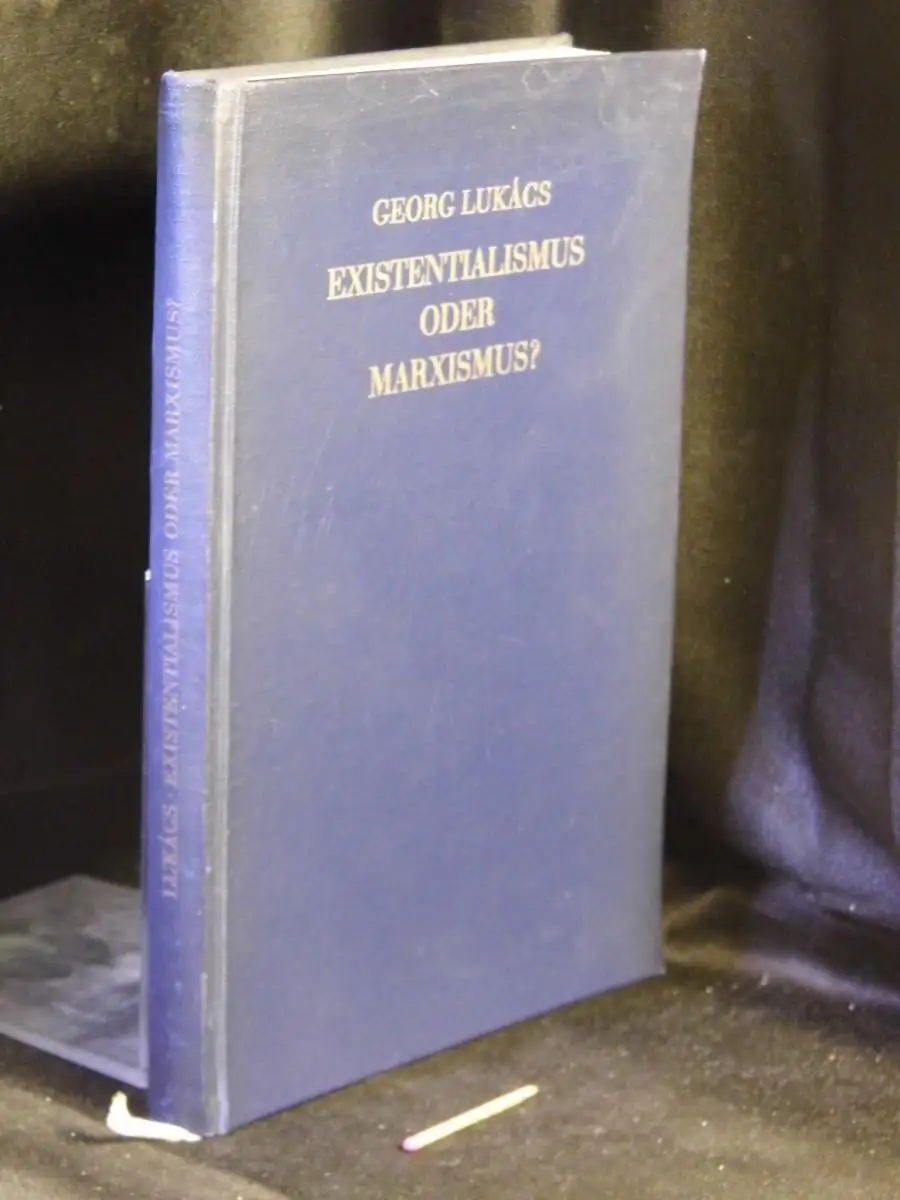 GEORG LUKÁCS
EXISTENTIALISMUS
ODER
MARXISMUS?
LUKÁCS · EXISTENTIALISMUS ODER MARXISMUS?